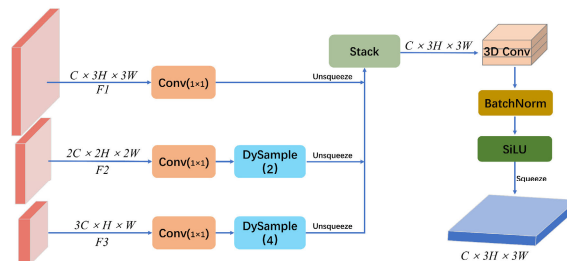 C × 3H × 3W
F1
Conv(1×1)
Unsqueeze
Stack
C × 3H × 3W
3D Conv
BatchNorm
SiLU
Squeeze
C × 3H × 3W
2C × 2H × 2W
F2
Conv(1×1)
DySample
(2)
Unsqueeze
3C × H × W
F3
Conv(1×1)
DySample
(4)
Unsqueeze